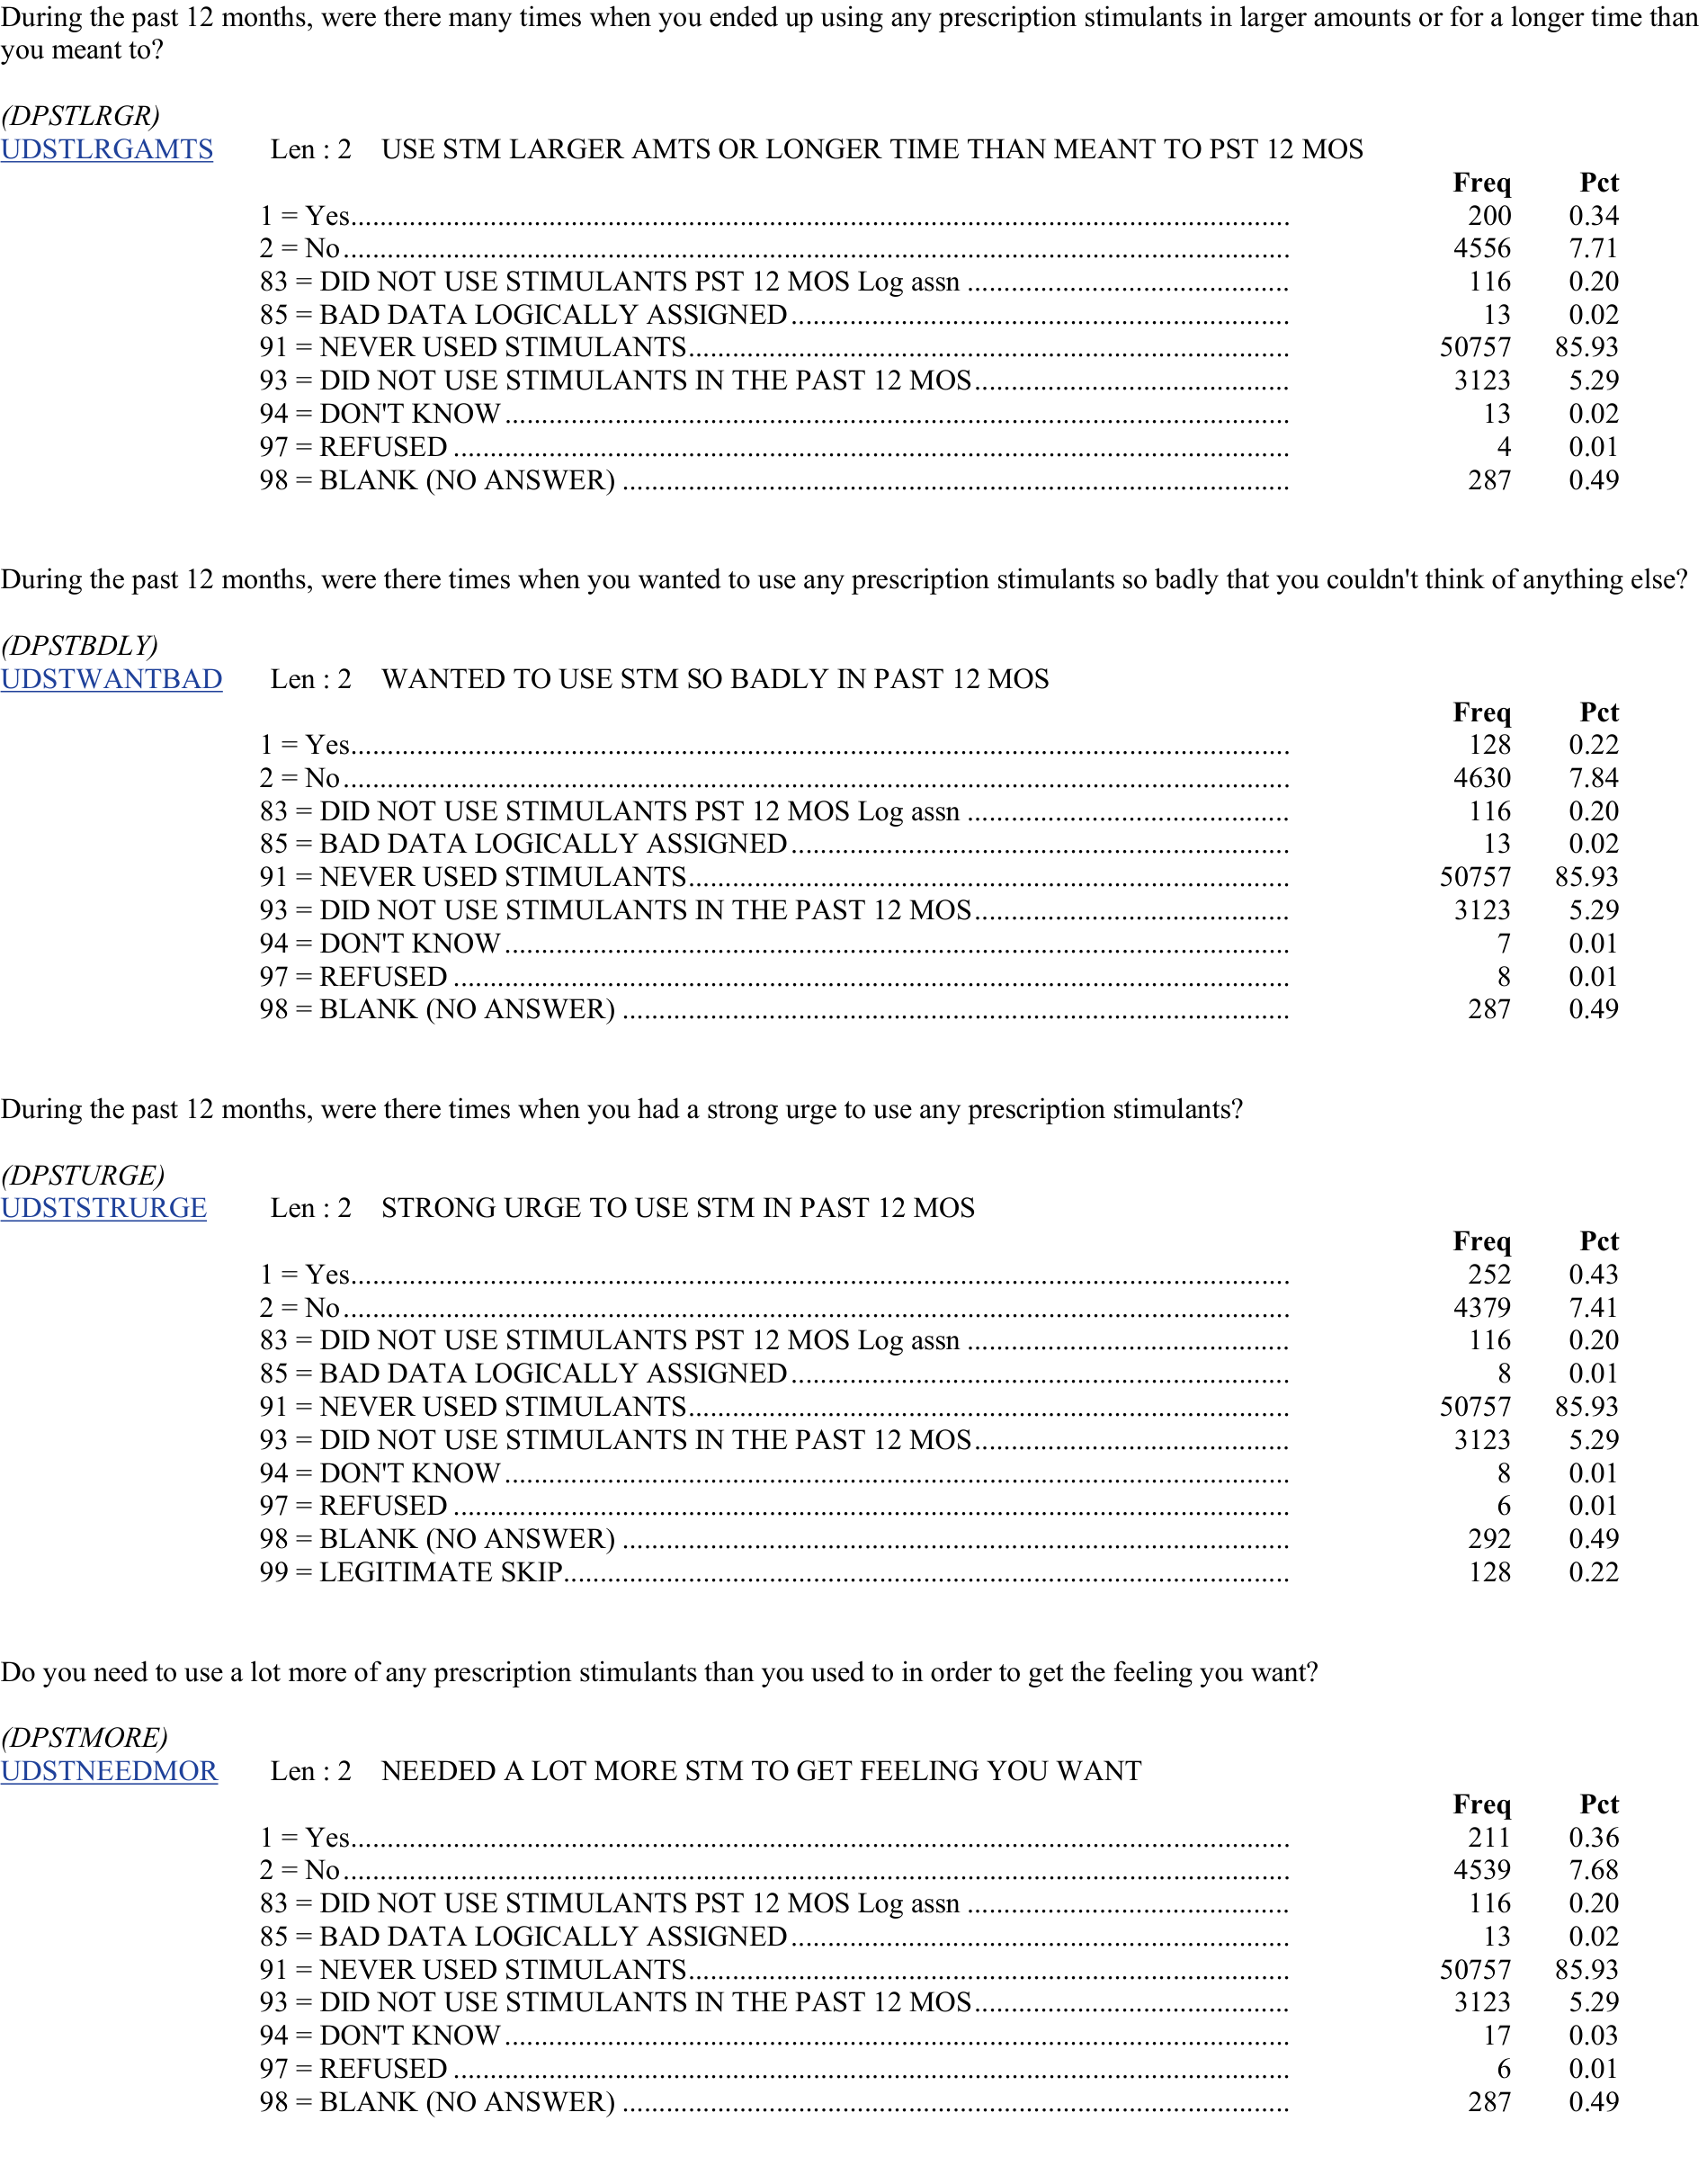 During the past 12 months, were there many times when you ended up using any prescription stimulants in larger amounts or for a longer time than
you meant to?
(DPSTLRGR)
UDSTLRGAMTS Len : 2 USE STM LARGER AMTS OR LONGER TIME THAN MEANT TO PST 12 MOS
Freq Pct
1 = Yes.......... 200 0.34
2 = No.......... 4556 7.71
83 = DID NOT USE STIMULANTS PST 12 MOS Log assn .......... 116 0.20
85 = BAD DATA LOGICALLY ASSIGNED.......... 13 0.02
91 = NEVER USED STIMULANTS.......... 50757 85.93
93 = DID NOT USE STIMULANTS IN THE PAST 12 MOS.......... 3123 5.29
94 = DON'T KNOW.......... 13 0.02
97 = REFUSED .......... 4 0.01
98 = BLANK (NO ANSWER) .......... 287 0.49
During the past 12 months, were there times when you wanted to use any prescription stimulants so badly that you couldn't think of anything else?
(DPSTBDLY)
UDSTWANTBAD Len : 2 WANTED TO USE STM SO BADLY IN PAST 12 MOS
Freq Pct
1 = Yes.......... 128 0.22
2 = No.......... 4630 7.84
83 = DID NOT USE STIMULANTS PST 12 MOS Log assn .......... 116 0.20
85 = BAD DATA LOGICALLY ASSIGNED.......... 13 0.02
91 = NEVER USED STIMULANTS.......... 50757 85.93
93 = DID NOT USE STIMULANTS IN THE PAST 12 MOS.......... 3123 5.29
94 = DON'T KNOW.......... 7 0.01
97 = REFUSED .......... 8 0.01
98 = BLANK (NO ANSWER) .......... 287 0.49
During the past 12 months, were there times when you had a strong urge to use any prescription stimulants?
(DPSTURGE)
UDSTSTRURGE Len : 2 STRONG URGE TO USE STM IN PAST 12 MOS
Freq Pct
1 = Yes.......... 252 0.43
2 = No.......... 4379 7.41
83 = DID NOT USE STIMULANTS PST 12 MOS Log assn .......... 116 0.20
85 = BAD DATA LOGICALLY ASSIGNED.......... 8 0.01
91 = NEVER USED STIMULANTS.......... 50757 85.93
93 = DID NOT USE STIMULANTS IN THE PAST 12 MOS.......... 3123 5.29
94 = DON'T KNOW.......... 8 0.01
97 = REFUSED .......... 6 0.01
98 = BLANK (NO ANSWER) .......... 292 0.49
99 = LEGITIMATE SKIP.......... 128 0.22
Do you need to use a lot more of any prescription stimulants than you used to in order to get the feeling you want?
(DPSTMORE)
UDSTNEEDMOR Len : 2 NEEDED A LOT MORE STM TO GET FEELING YOU WANT
Freq Pct
1 = Yes.......... 211 0.36
2 = No.......... 4539 7.68
83 = DID NOT USE STIMULANTS PST 12 MOS Log assn .......... 116 0.20
85 = BAD DATA LOGICALLY ASSIGNED.......... 13 0.02
91 = NEVER USED STIMULANTS.......... 50757 85.93
93 = DID NOT USE STIMULANTS IN THE PAST 12 MOS.......... 3123 5.29
94 = DON'T KNOW.......... 17 0.03
97 = REFUSED .......... 6 0.01
98 = BLANK (NO ANSWER) .......... 287 0.49